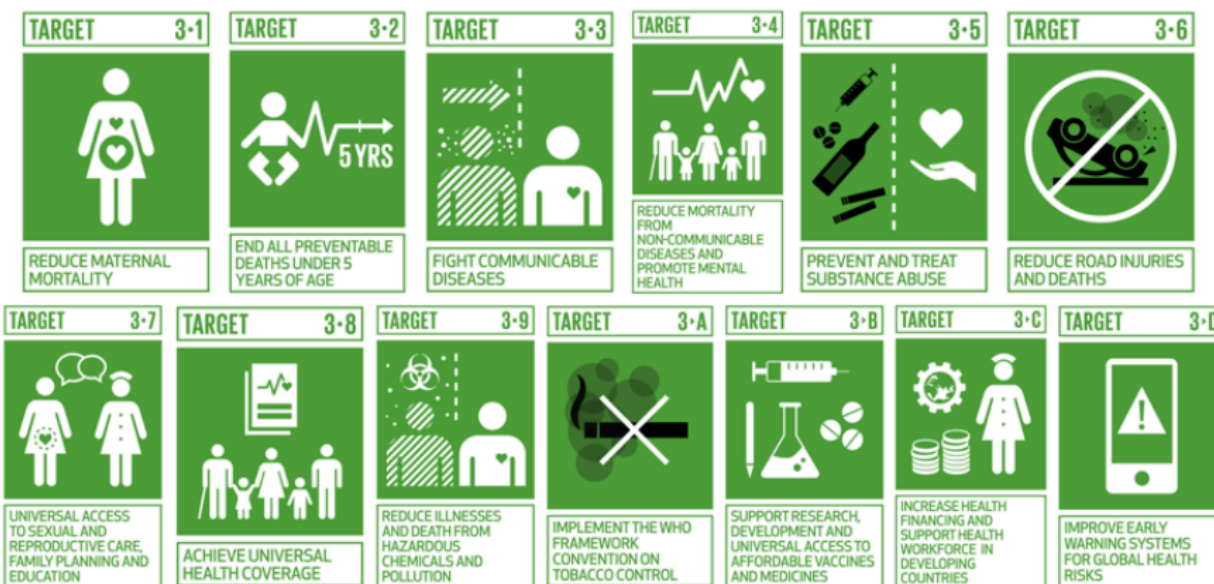 TARGET 3·1
TARGET 3·2
TARGET 3·3
TARGET 3·4
TARGET 3·5
TARGET 3·6
5 YRS
REDUCE MATERNAL
MORTALITY
END ALL PREVENTABLE
DEATHS UNDER 5
YEARS OF AGE
FIGHT COMMUNICABLE
DISEASES
REDUCE MORTALITY
FROM
NON-COMMUNICABLE
DISEASES AND
PROMOTE MENTAL
HEALTH
PREVENT AND TREAT
SUBSTANCE ABUSE
REDUCE ROAD INJURIES
AND DEATHS
TARGET 3·7
TARGET 3·8
TARGET 3·9
TARGET 3·A
TARGET 3·B
TARGET 3·C
TARGET 3·D
UNIVERSAL ACCESS
TO SEXUAL AND
REPRODUCTIVE CARE,
FAMILY PLANNING AND
EDUCATION
ACHIEVE UNIVERSAL
HEALTH COVERAGE
REDUCE ILLNESSES
AND DEATH FROM
HAZARDOUS
CHEMICALS AND
POLLUTION
IMPLEMENT THE WHO
FRAMEWORK
CONVENTION ON
TOBACCO CONTROL
SUPPORT RESEARCH,
DEVELOPMENT AND
UNIVERSAL ACCESS TO
AFFORDABLE VACCINES
AND MEDICINES
INCREASE HEALTH
FINANCING AND
SUPPORT HEALTH
WORKFORCE IN
DEVELOPING
COUNTRIES
IMPROVE EARLY
WARNING SYSTEMS
FOR GLOBAL HEALTH
RISKS